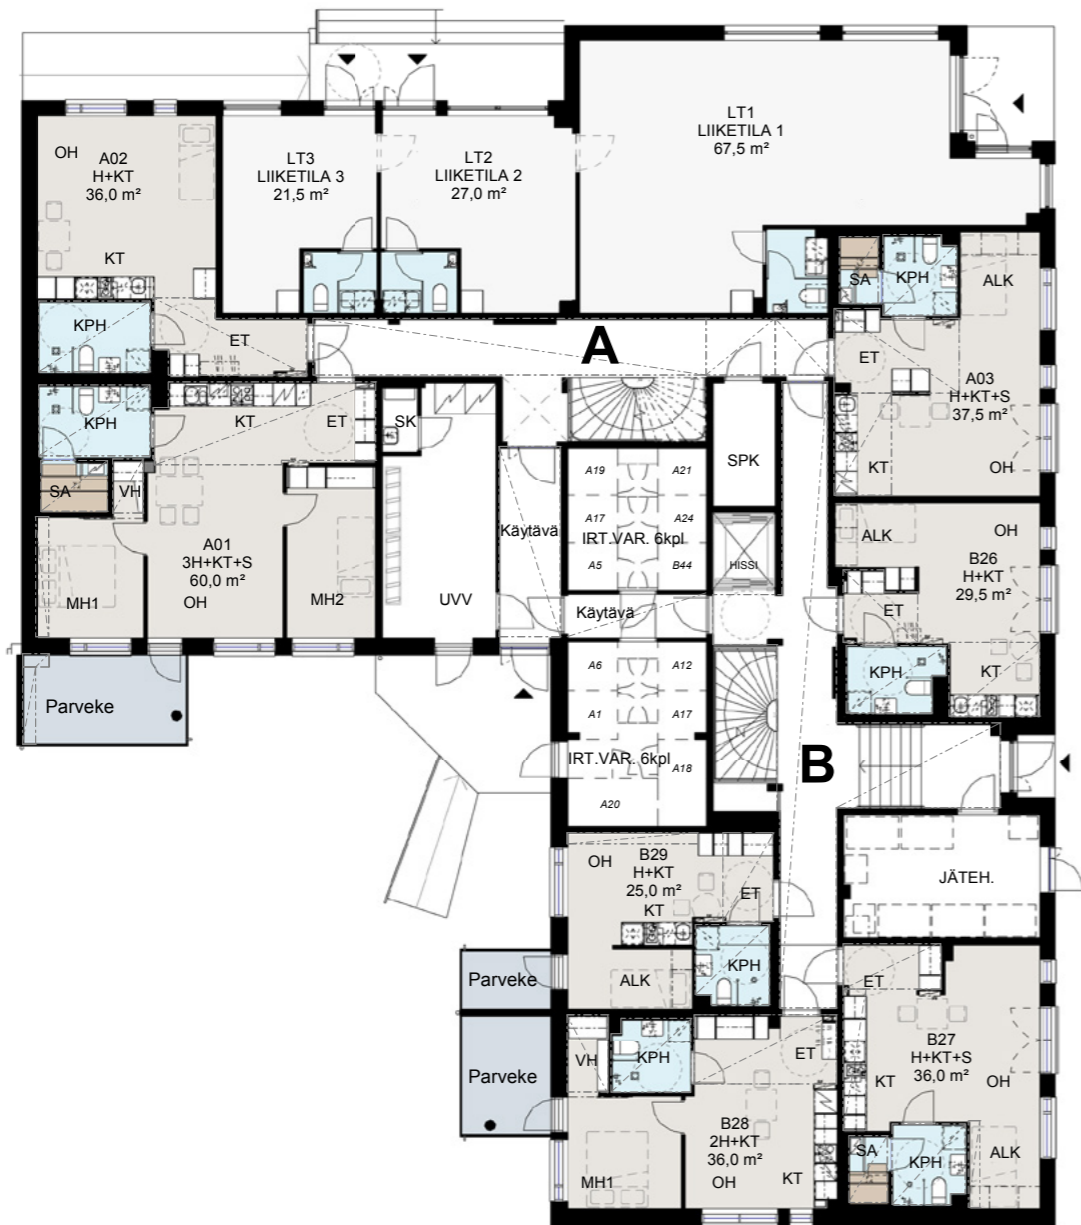 LT1
LIIKETILA 1
67,5 m²
A02
H+KT
36,0 m²
OH
KT
LT3
LIIKETILA 3
21,5 m²
LT2
LIIKETILA 2
27,0 m²
KPH
ET
A
SA
KPH
ALK
ET
A03
H+KT+S
37,5 m²
KT
OH
KPH
KT
ET
SK
SA
VH
A01
3H+KT+S
60,0 m²
OH
MH1
MH2
UVV
Käytävä
A19
A21
A17
A24
IRT.VAR. 6kpl
A5
B44
SPK
HISSI
Käytävä
ALK
OH
B26
H+KT
29,5 m²
ET
KPH
KT
Parveke
A6
A12
A1
A17
IRT.VAR. 6kpl
A18
A20
B
JÄTEH.
OH
B29
H+KT
25,0 m²
KT
ET
ALK
KPH
Parveke
Parveke
VH
KPH
ET
B28
2H+KT
36,0 m²
MH1
OH
KT
ET
B27
H+KT+S
36,0 m²
KT
OH
SA
KPH
ALK